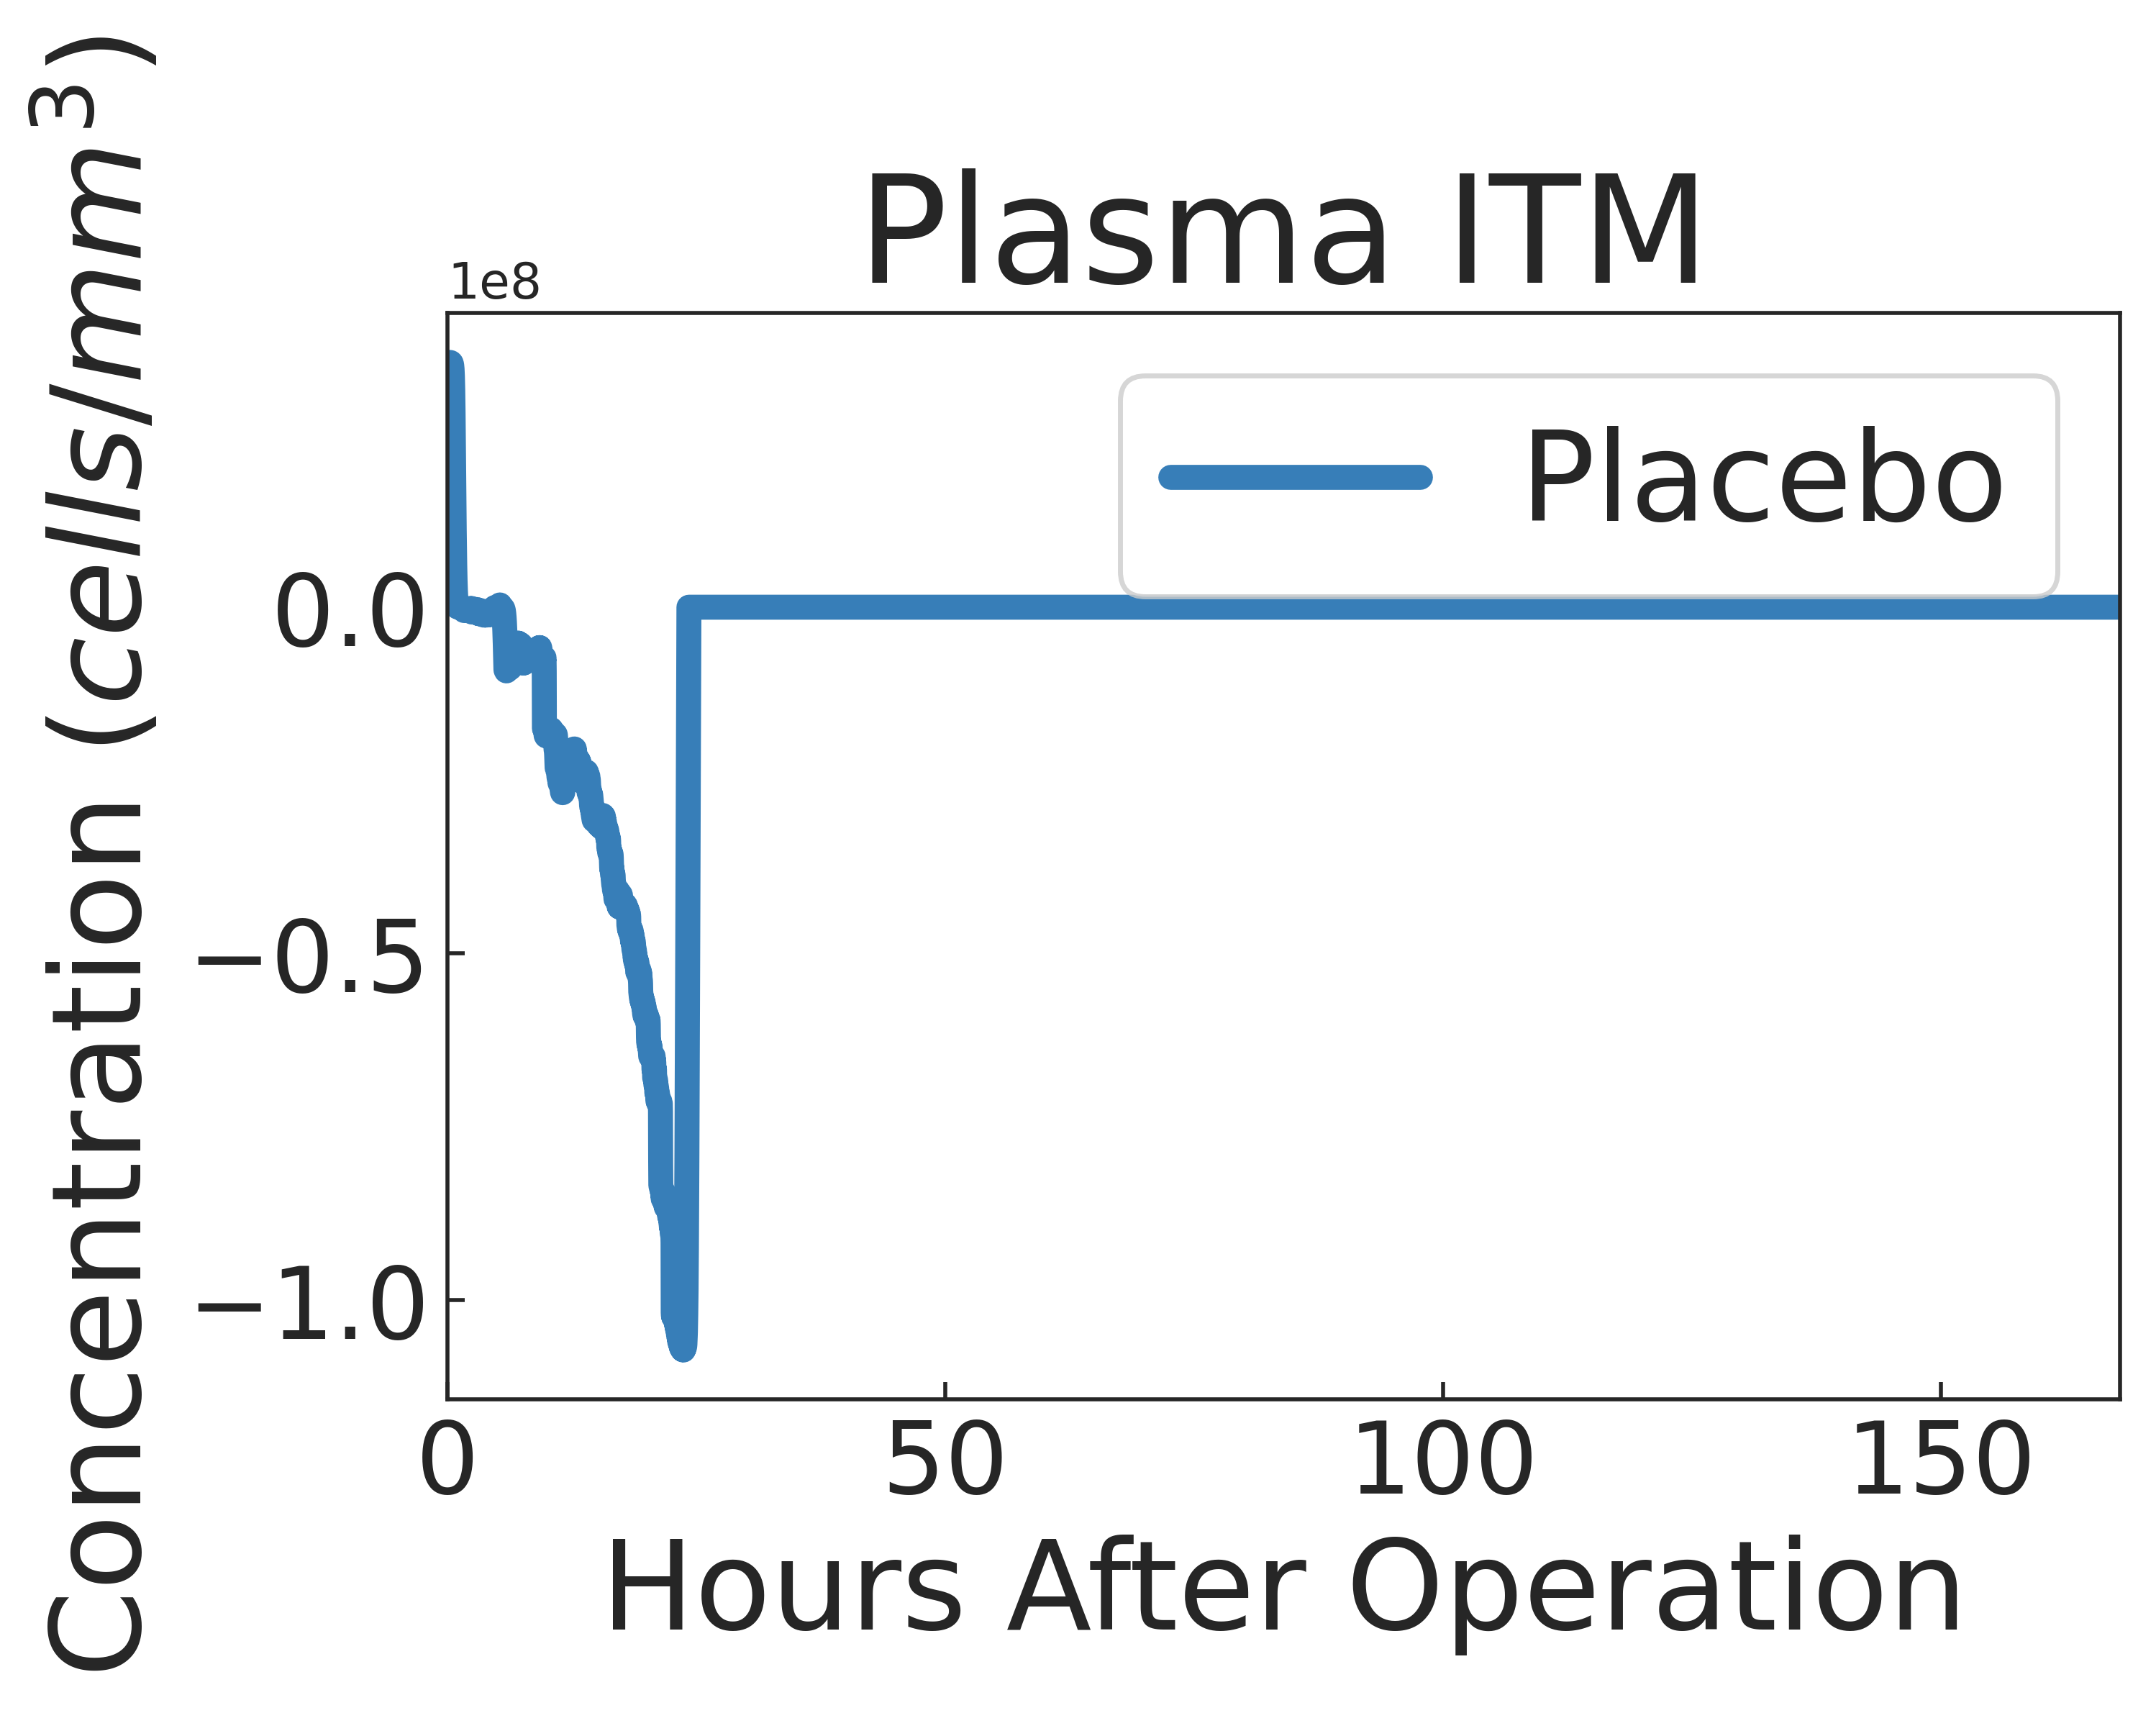 Plasma ITM
1e8
Concentration (cells/mm³)
Placebo
0.0
−0.5
−1.0
0 50 100 150
Hours After Operation